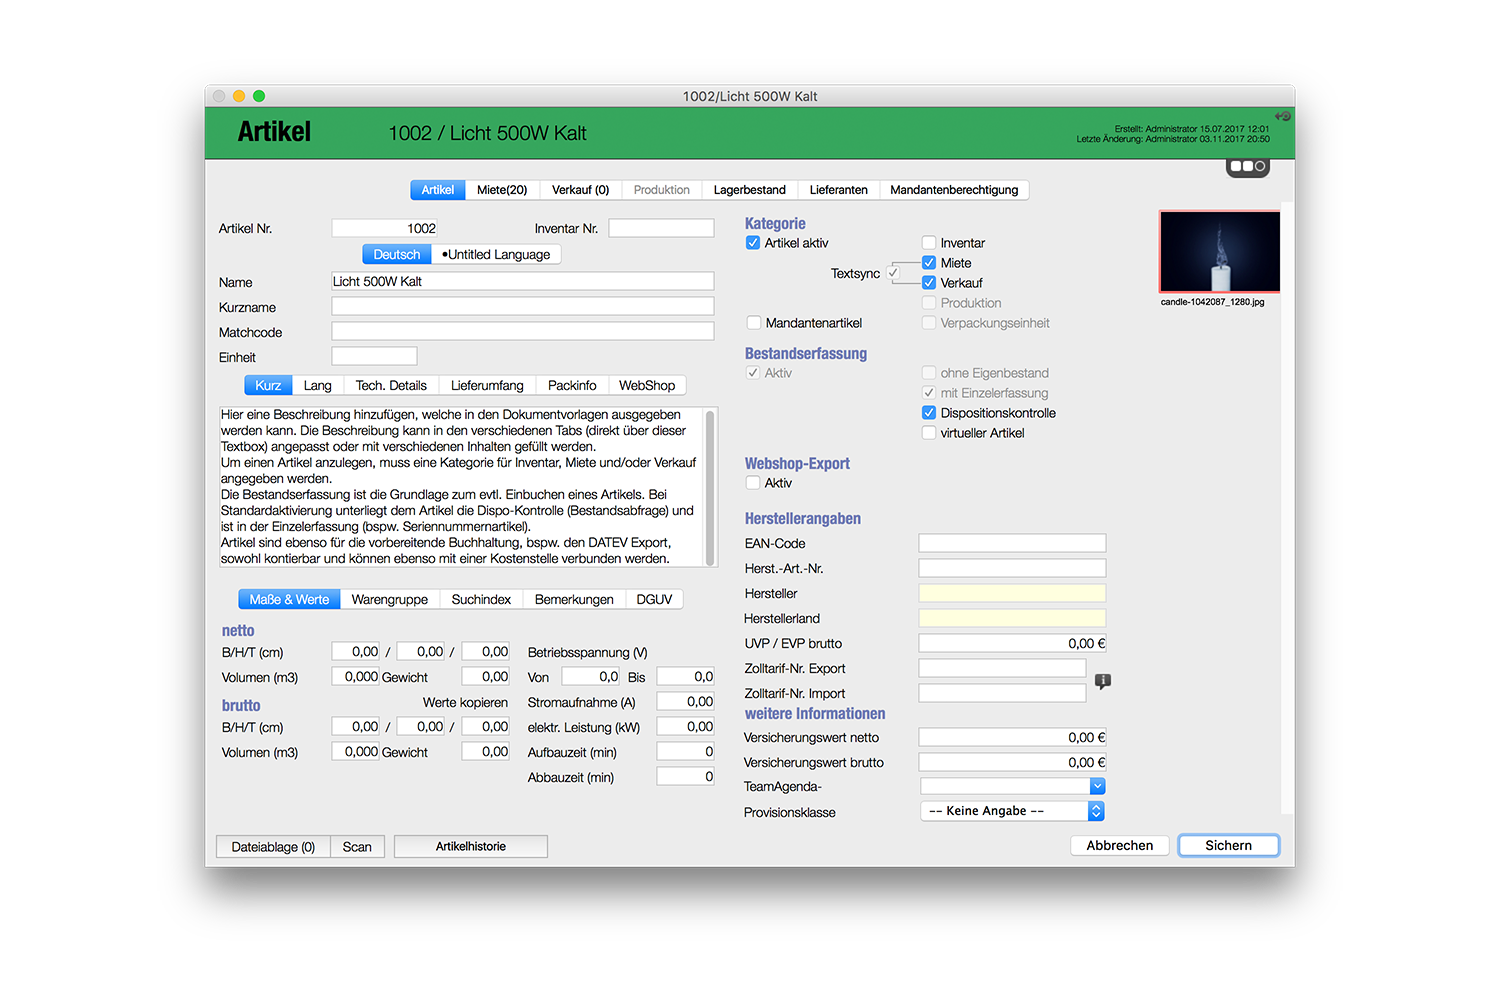 1002/Licht 500W Kalt
Artikel
1002 / Licht 500W Kalt
Erstellt: Administrator 15.07.2017 12:01
Letzte Änderung: Administrator 03.11.2017 20:50
Artikel Miete(20) Verkauf (0) Produktion Lagerbestand Lieferanten Mandantenberechtigung
Artikel Nr. 1002 Inventar Nr.
Deutsch •Untitled Language
Name Licht 500W Kalt
Kurzname
Matchcode
Einheit
Kurz Lang Tech. Details Lieferumfang Packinfo WebShop
Hier eine Beschreibung hinzufügen, welche in den Dokumentvorlagen ausgegeben
werden kann. Die Beschreibung kann in den verschiedenen Tabs (direkt über dieser
Textbox) angepasst oder mit verschiedenen Inhalten gefüllt werden.
Um einen Artikel anzulegen, muss eine Kategorie für Inventar, Miete und/oder Verkauf
angegeben werden.
Die Bestandserfassung ist die Grundlage zum evtl. Einbuchen eines Artikels. Bei
Standardaktivierung unterliegt dem Artikel die Dispo-Kontrolle (Bestandsabfrage) und
ist in der Einzelerfassung (bspw. Seriennummernartikel).
Artikel sind ebenso für die vorbereitende Buchhaltung, bspw. den DATEV Export,
sowohl kontierbar und können ebenso mit einer Kostenstelle verbunden werden.
Maße & Werte Warengruppe Suchindex Bemerkungen DGUV
netto
B/H/T (cm) 0,00 / 0,00 / 0,00 Betriebsspannung (V)
Volumen (m3) 0,000 Gewicht 0,00 Von 0,0 Bis 0,0
brutto Werte kopieren Stromaufnahme (A) 0,00
B/H/T (cm) 0,00 / 0,00 / 0,00 elektr. Leistung (kW) 0,00
Volumen (m3) 0,000 Gewicht 0,00 Aufbauzeit (min) 0
Abbauzeit (min) 0
Kategorie
Artikel aktiv Inventar
Textsync Miete
Verkauf
Produktion
Mandantenartikel Verpackungseinheit
Bestandserfassung
Aktiv ohne Eigenbestand
mit Einzelerfassung
Dispositionskontrolle
virtueller Artikel
Webshop-Export
Aktiv
Herstellerangaben
EAN-Code
Herst.-Art.-Nr.
Hersteller
Herstellerland
UVP / EVP brutto 0,00 €
Zolltarif-Nr. Export
Zolltarif-Nr. Import
weitere Informationen
Versicherungswert netto 0,00 €
Versicherungswert brutto 0,00 €
TeamAgenda-
Provisionsklasse -- Keine Angabe --
candle-1042087_1280.jpg
Dateiablage (0) Scan Artikelhistorie Abbrechen Sichern